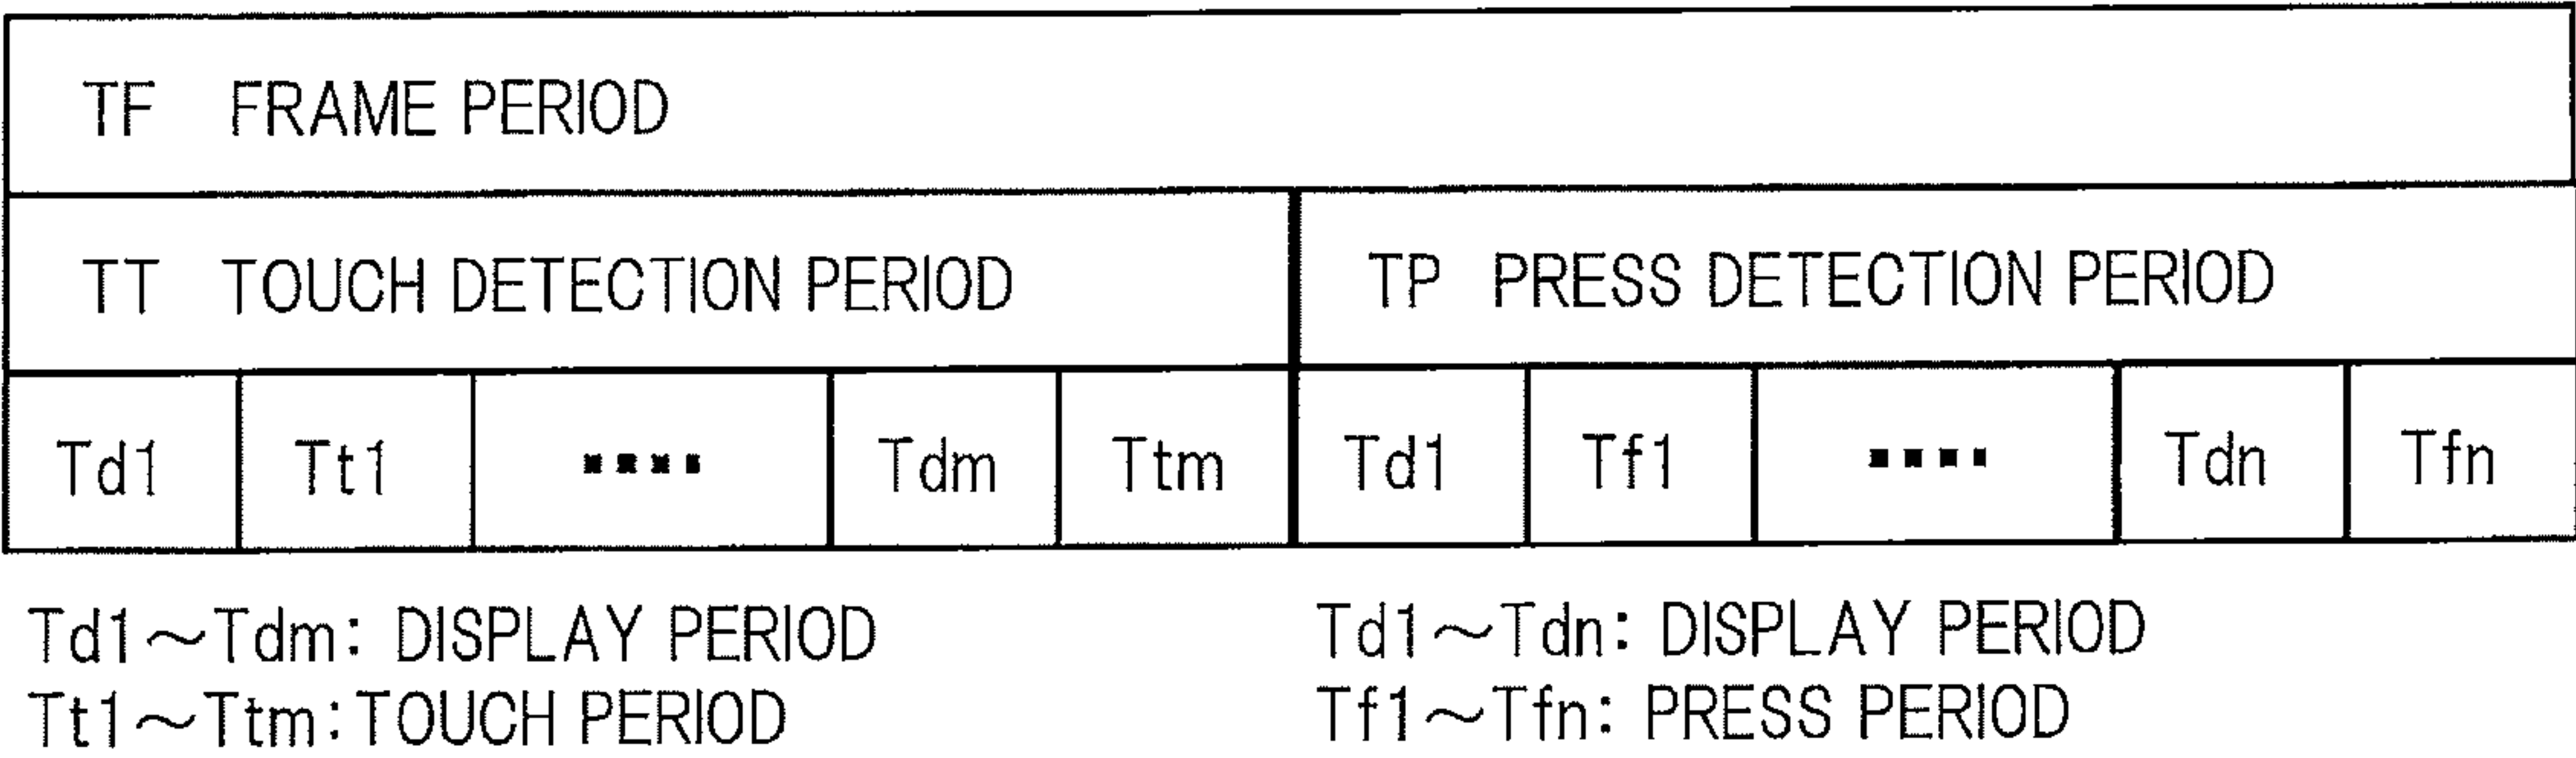 TF FRAME PERIOD
TT TOUCH DETECTION PERIOD TP PRESS DETECTION PERIOD
Td1 Tt1 ···· Tdm Ttm Td1 Tf1 ···· Tdn Tfn
Td1～Tdm: DISPLAY PERIOD
Tt1～Ttm: TOUCH PERIOD
Td1～Tdn: DISPLAY PERIOD
Tf1～Tfn: PRESS PERIOD